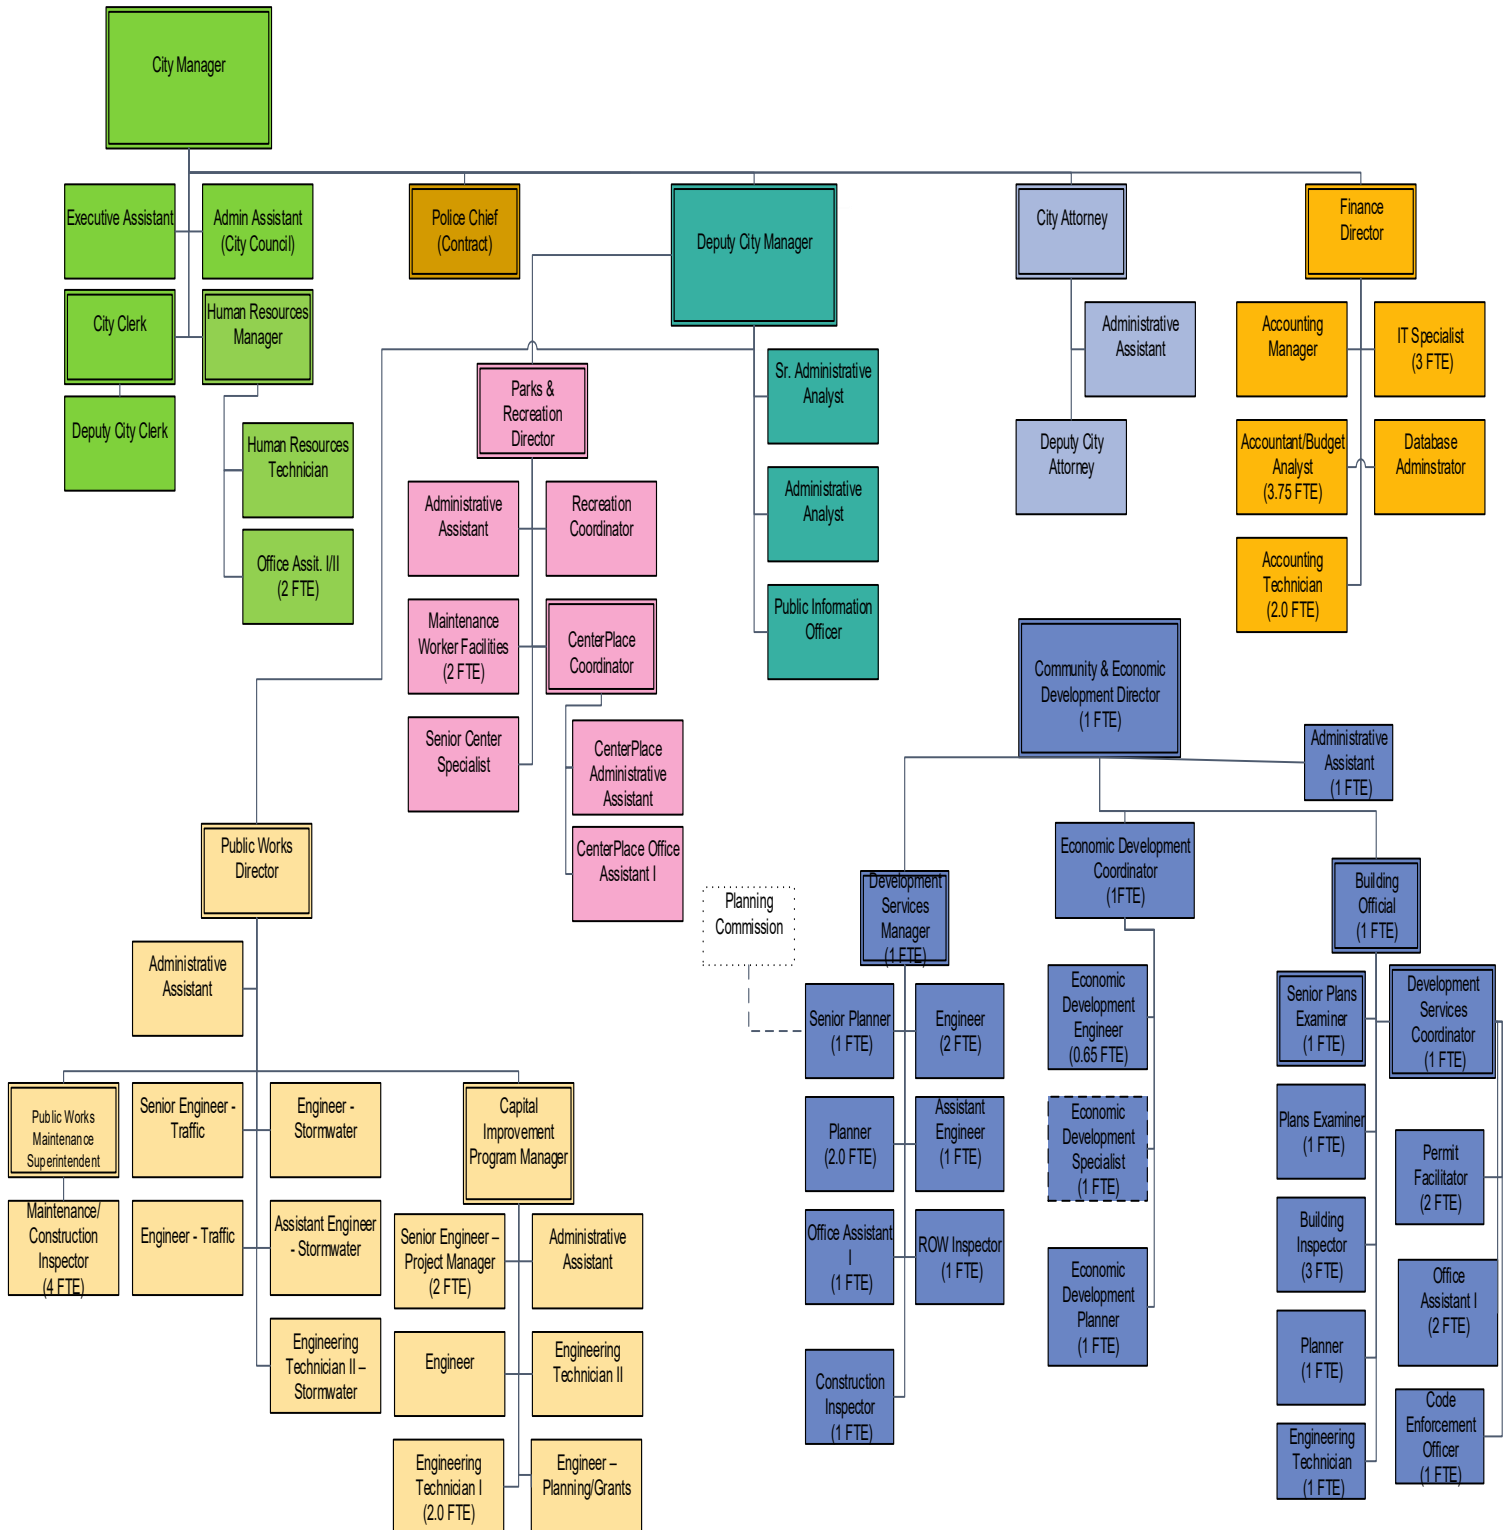 City Manager
Executive Assistant
Admin Assistant
(City Council)
City Clerk
Human Resources
Manager
Deputy City Clerk
Human Resources
Technician
Office Assit. I/II
(2 FTE)
Police Chief
(Contract)
Deputy City Manager
City Attorney
Finance
Director
Administrative
Assistant
Deputy City
Attorney
Accounting
Manager
IT Specialist
(3 FTE)
Accountant/Budget
Analyst
(3.75 FTE)
Database
Adminstrator
Accounting
Technician
(2.0 FTE)
Sr. Administrative
Analyst
Administrative
Analyst
Public Information
Officer
Parks &
Recreation
Director
Administrative
Assistant
Recreation
Coordinator
Maintenance
Worker Facilities
(2 FTE)
CenterPlace
Coordinator
Senior Center
Specialist
CenterPlace
Administrative
Assistant
CenterPlace Office
Assistant I
Public Works
Director
Administrative
Assistant
Public Works
Maintenance
Superintendent
Senior Engineer -
Traffic
Engineer -
Stormwater
Capital
Improvement
Program Manager
Maintenance/
Construction
Inspector
(4 FTE)
Engineer - Traffic
Assistant Engineer
- Stormwater
Engineering
Technician II –
Stormwater
Senior Engineer –
Project Manager
(2 FTE)
Administrative
Assistant
Engineer
Engineering
Technician II
Engineering
Technician I
(2.0 FTE)
Engineer –
Planning/Grants
Community & Economic
Development Director
(1 FTE)
Administrative
Assistant
(1 FTE)
Planning
Commission
Development
Services
Manager
(1 FTE)
Economic Development
Coordinator
(1FTE)
Building
Official
(1 FTE)
Senior Planner
(1 FTE)
Engineer
(2 FTE)
Planner
(2.0 FTE)
Assistant
Engineer
(1 FTE)
Office Assistant
I
(1 FTE)
ROW Inspector
(1 FTE)
Construction
Inspector
(1 FTE)
Economic
Development
Engineer
(0.65 FTE)
Economic
Development
Specialist
(1 FTE)
Economic
Development
Planner
(1 FTE)
Senior Plans
Examiner
(1 FTE)
Development
Services
Coordinator
(1 FTE)
Plans Examiner
(1 FTE)
Permit
Facilitator
(2 FTE)
Building
Inspector
(3 FTE)
Office
Assistant I
(2 FTE)
Planner
(1 FTE)
Code
Enforcement
Officer
(1 FTE)
Engineering
Technician
(1 FTE)